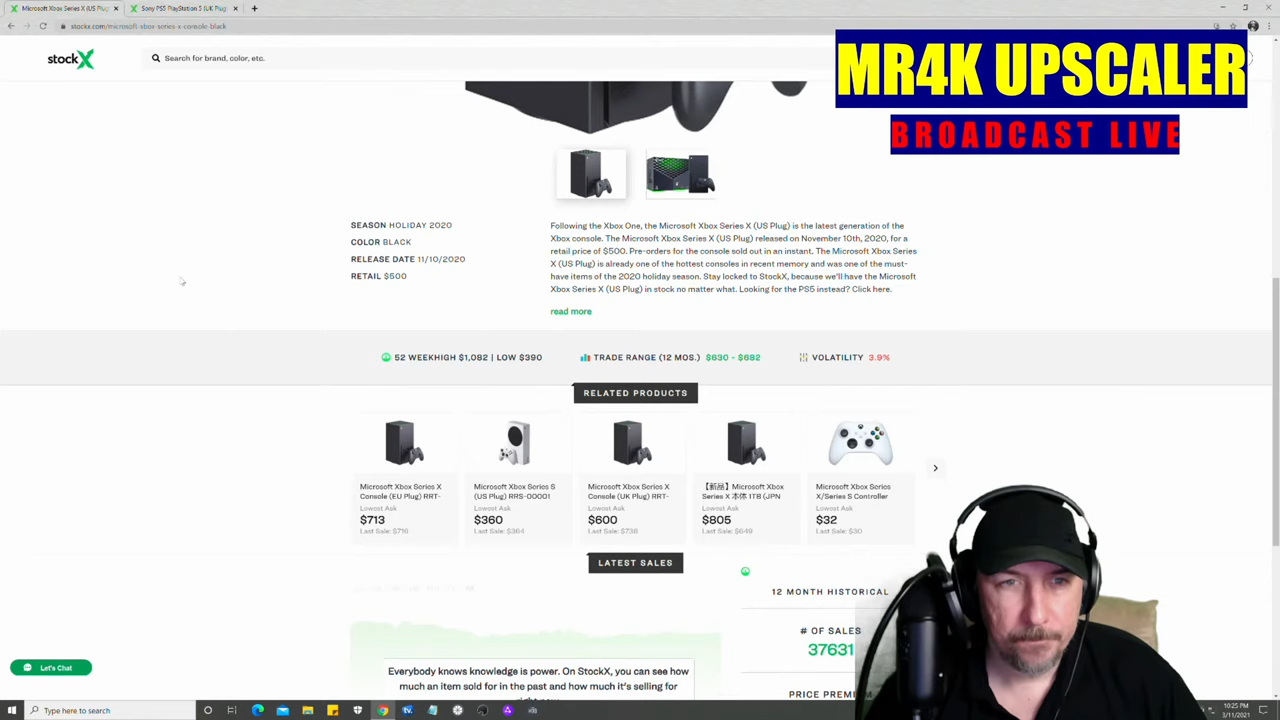 Microsoft Xbox Series X (US Plug)
Sony PS5 PlayStation 5 (UK Plug)
stockx.com/microsoft-xbox-series-x-console-black
stockX
Search for brand, color, etc.
MR4K UPSCALER
BROADCAST LIVE
SEASON HOLIDAY 2020
COLOR BLACK
RELEASE DATE 11/10/2020
RETAIL $500
Following the Xbox One, the Microsoft Xbox Series X (US Plug) is the latest generation of the
Xbox console. The Microsoft Xbox Series X (US Plug) released on November 10th, 2020, for a
retail price of $500. Pre-orders for the console sold out in an instant. The Microsoft Xbox Series
X (US Plug) is already one of the hottest consoles in recent memory and was one of the must-
have items of the 2020 holiday season. Stay locked to StockX, because we'll have the Microsoft
Xbox Series X (US Plug) in stock no matter what. Looking for the PS5 instead? Click here.
read more
52 WEEKHIGH $1,082 | LOW $390
TRADE RANGE (12 MOS.) $630 - $682
VOLATILITY 3.9%
RELATED PRODUCTS
Microsoft Xbox Series X
Console (EU Plug) RRT-
Lowest Ask
$713
Last Sale: $716
Microsoft Xbox Series S
(US Plug) RRS-00001
Lowest Ask
$360
Last Sale: $364
Microsoft Xbox Series X
Console (UK Plug) RRT-
Lowest Ask
$600
Last Sale: $738
【新品】Microsoft Xbox
Series X 本体 1TB (JPN
Lowest Ask
$805
Last Sale: $649
Microsoft Xbox Series
X/Series S Controller
Lowest Ask
$32
Last Sale: $30
LATEST SALES
Everybody knows knowledge is power. On StockX, you can see how
much an item sold for in the past and how much it's selling for
right now.
12 MONTH HISTORICAL
# OF SALES
37631
PRICE PREMIUM
Let's Chat
Type here to search
10:25 PM
3/11/2021